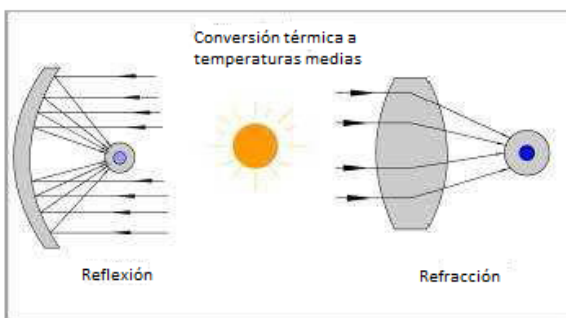 Conversión térmica a
temperaturas medias
Reflexión
Refracción